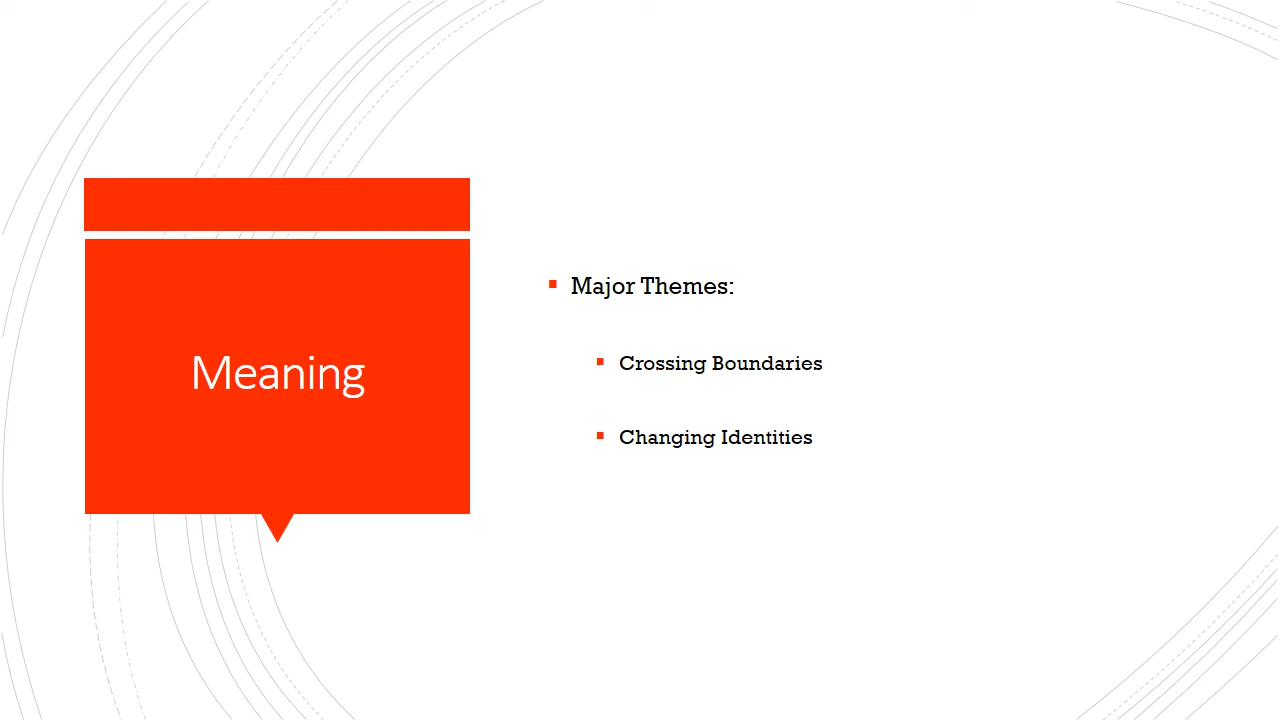 Meaning
Major Themes:
Crossing Boundaries
Changing Identities